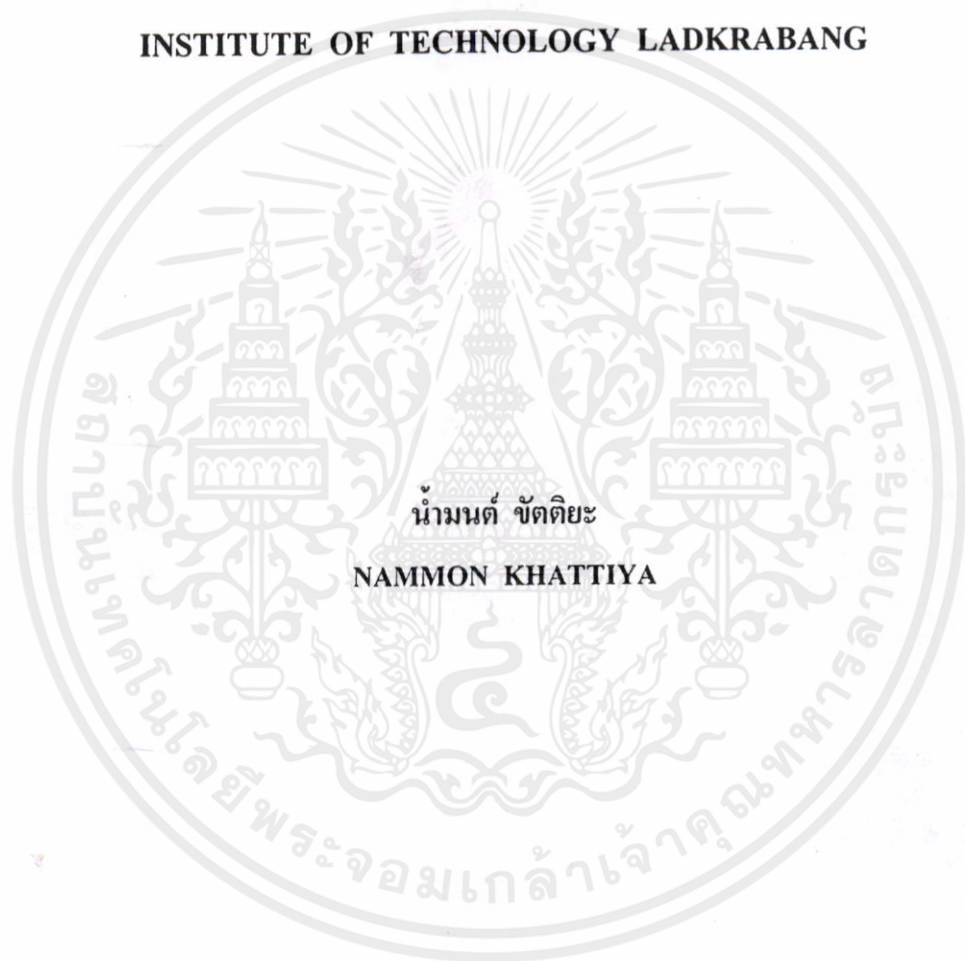 INSTITUTE OF TECHNOLOGY LADKRABANG
น้ำมนต์ ขัตติยะ
NAMMON KHATTIYA
๔
สถาบันเทคโนโลยีพระจอมเกล้าเจ้าคุณทหารลาดกระบัง